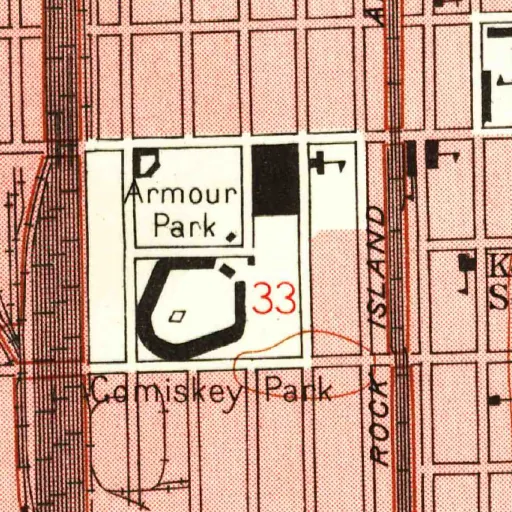 A
Armour
Park
33
K
S
Comiskey Park
ROCK ISLAND